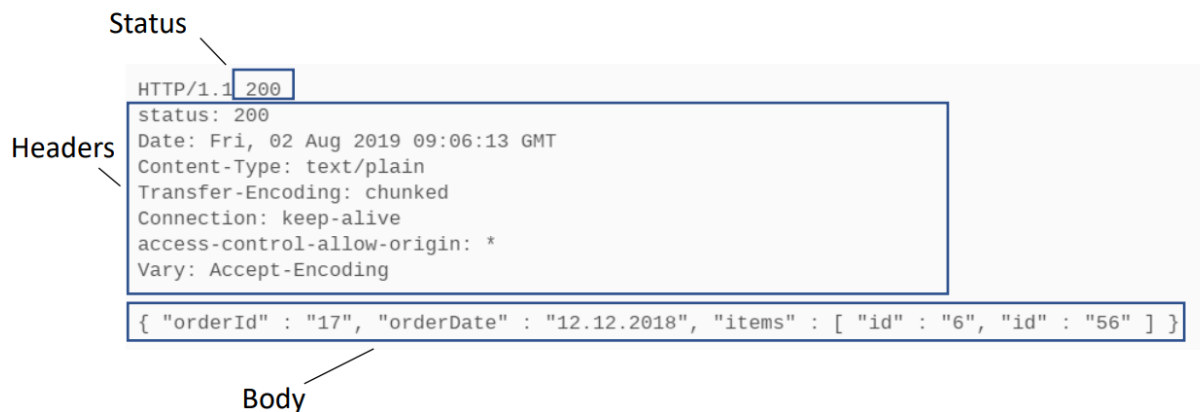 Status
HTTP/1.1 200
status: 200
Date: Fri, 02 Aug 2019 09:06:13 GMT
Headers
Content-Type: text/plain
Transfer-Encoding: chunked
Connection: keep-alive
access-control-allow-origin: *
Vary: Accept-Encoding
{ "orderId" : "17", "orderDate" : "12.12.2018", "items" : [ "id" : "6", "id" : "56" ] }
Body